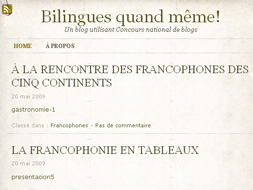 Bilingues quand même!
Un blog utilisant Concours national de blogs
HOME À PROPOS
À LA RENCONTRE DES FRANCOPHONES DES
CINQ CONTINENTS
20 mai 2009
gastronomie-1
Classé dans : Francophones - Pas de commentaire
LA FRANCOPHONIE EN TABLEAUX
20 mai 2009
presentacion5